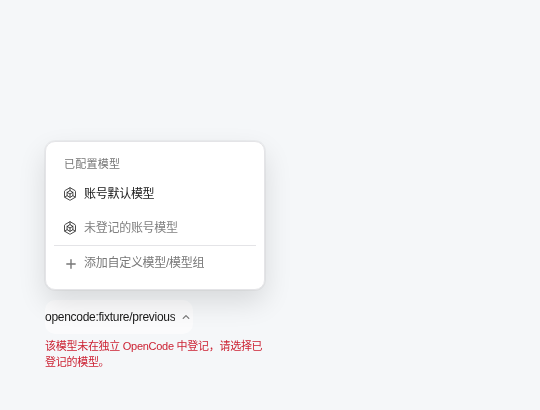 已配置模型
账号默认模型
未登记的账号模型
添加自定义模型/模型组
opencode:fixture/previous
该模型未在独立 OpenCode 中登记，请选择已
登记的模型。